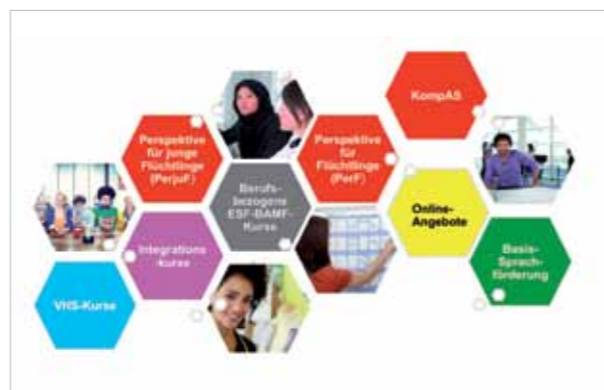 KompAS
Perspektive
für junge
Flüchtlinge
(PerjuF)
Perspektive
für
Flüchtlinge
(PerF)
Berufs-
bezogene
ESF-BAMF-
Kurse
Online-
Angebote
Integrations
-kurse
Basis-
Sprach-
förderung
VHS-Kurse